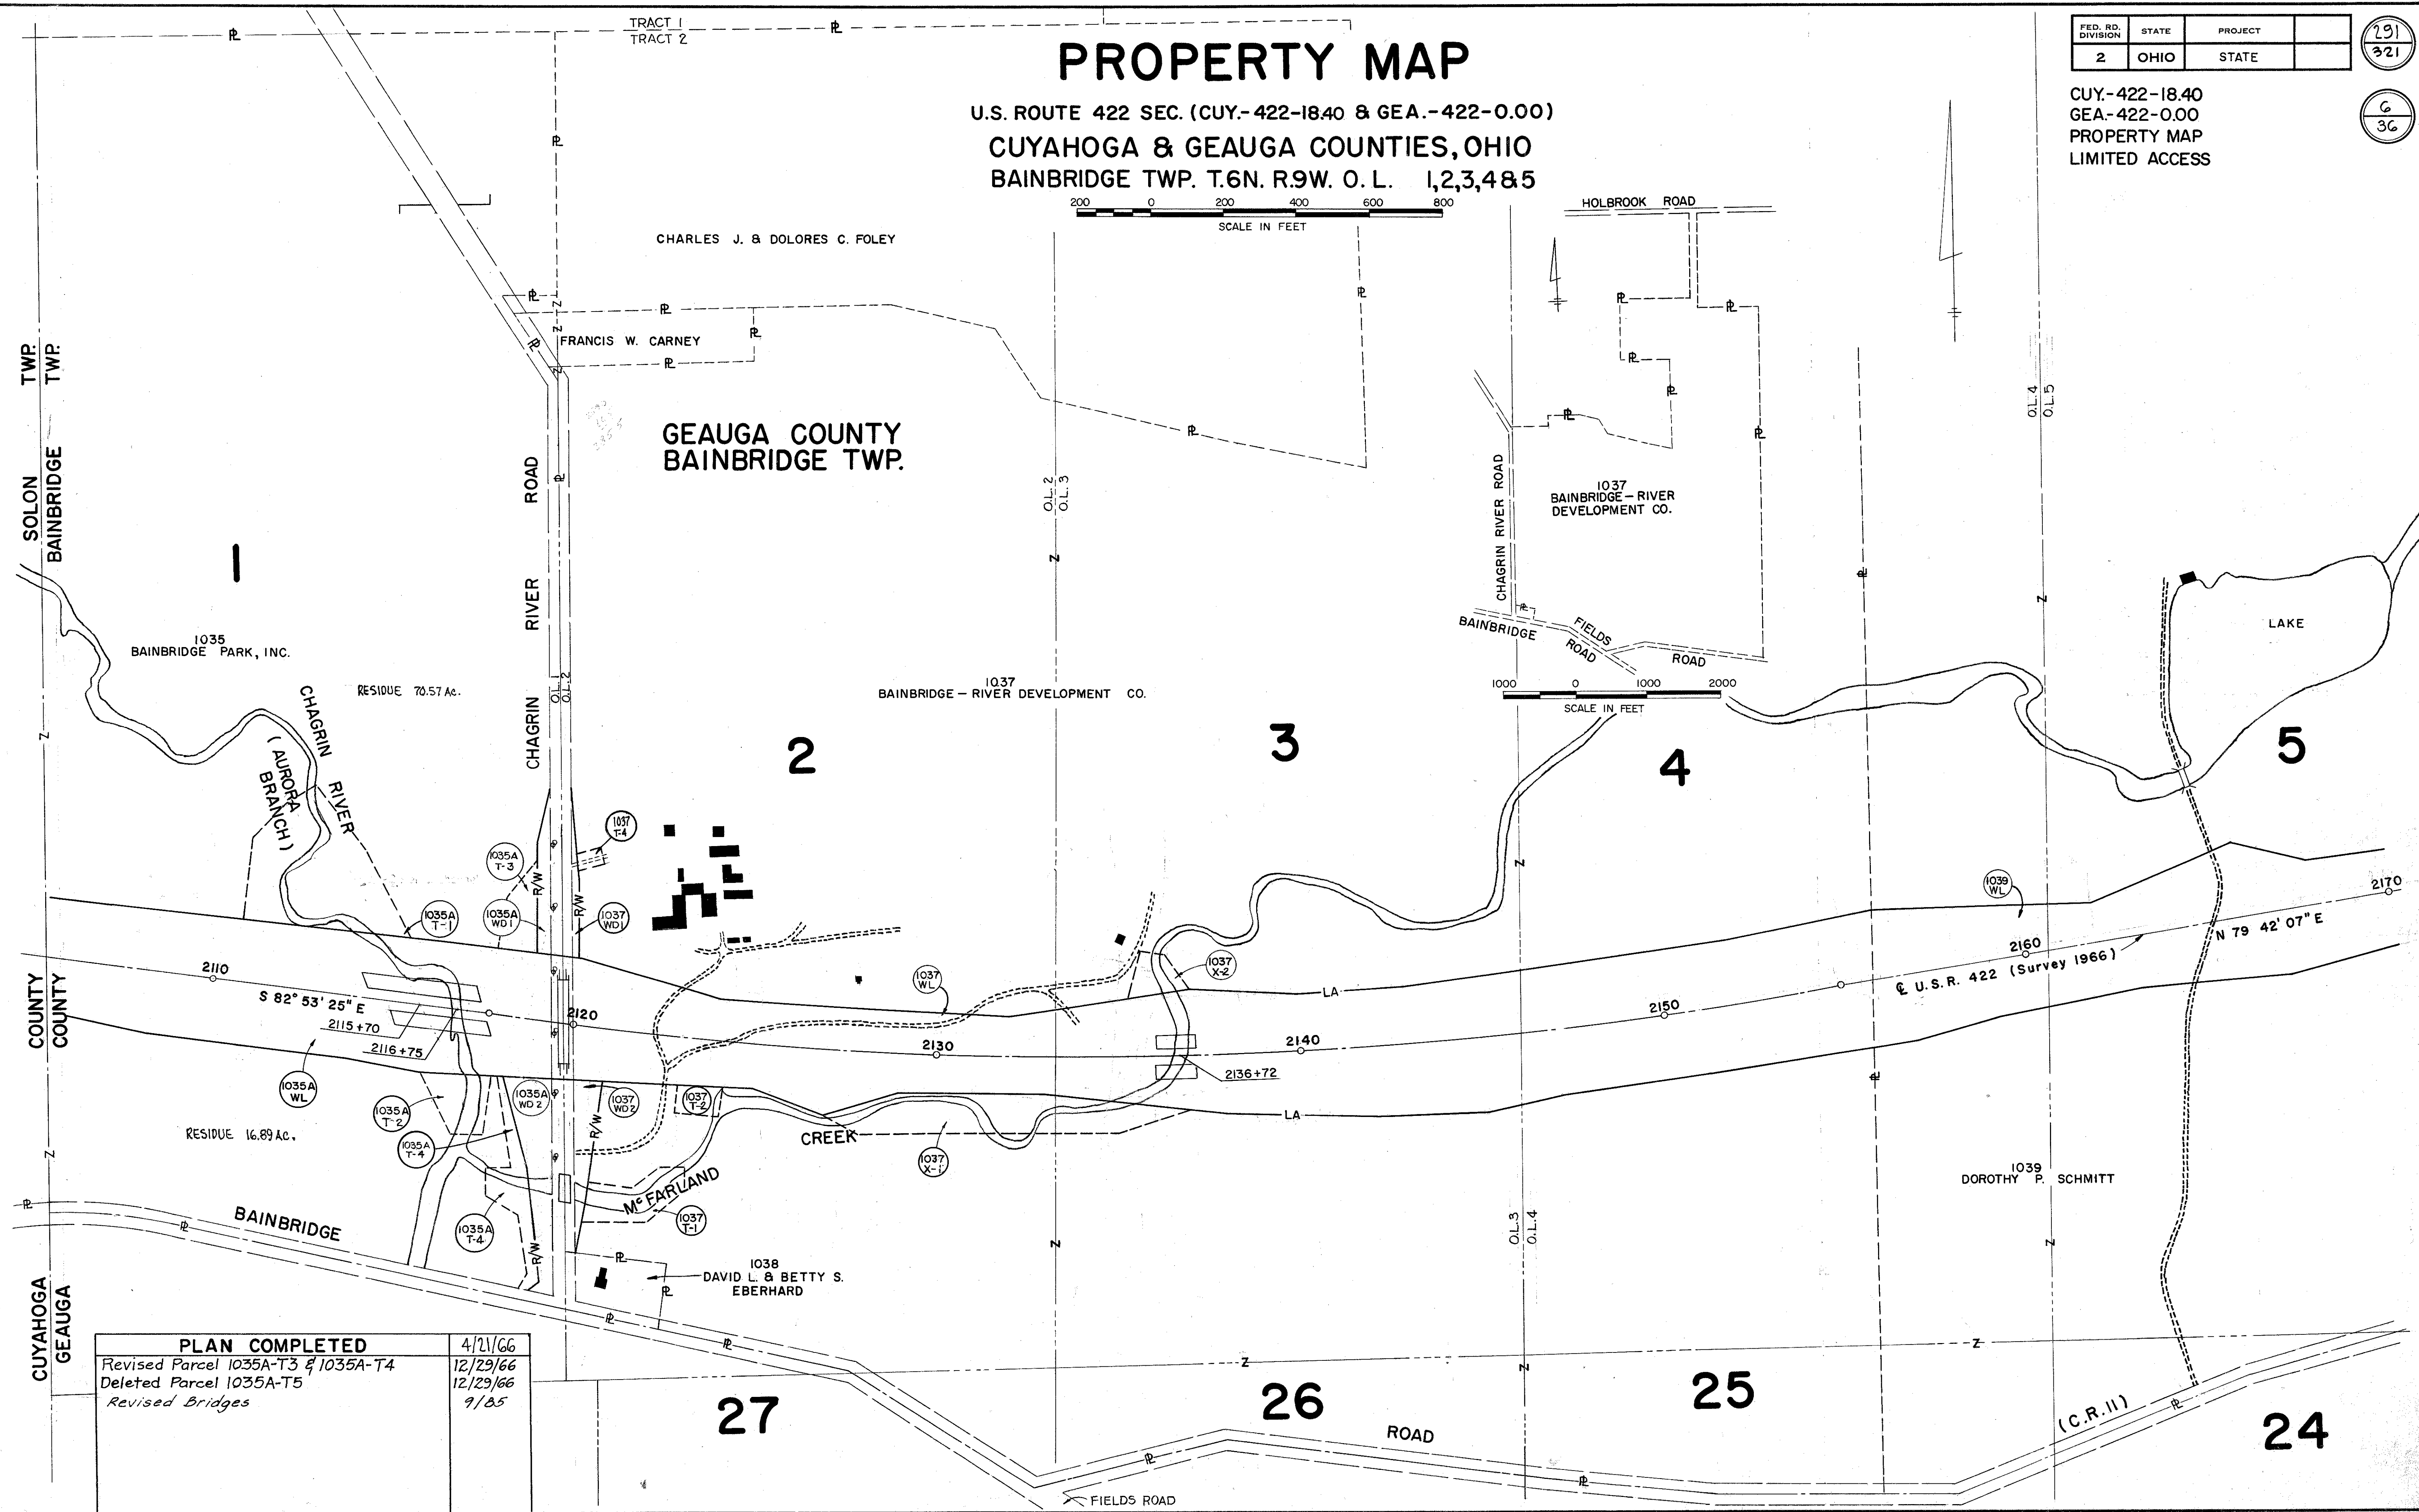 TRACT 1
TRACT 2
PROPERTY MAP
U.S. ROUTE 422 SEC. (CUY.-422-18.40 & GEA.-422-0.00)
CUYAHOGA & GEAUGA COUNTIES, OHIO
BAINBRIDGE TWP. T.6N. R.9W. O. L. 1,2,3,4&5
200 0 200 400 600 800
SCALE IN FEET
FED. RD. DIVISION STATE PROJECT
2 OHIO STATE
291
321
CUY.-422-18.40
GEA.-422-0.00
PROPERTY MAP
LIMITED ACCESS
6
36
HOLBROOK ROAD
CHARLES J. & DOLORES C. FOLEY
FRANCIS W. CARNEY
GEAUGA COUNTY
BAINBRIDGE TWP.
SOLON TWP.
BAINBRIDGE TWP.
CHAGRIN RIVER ROAD
O.L. 1
O.L. 2
O.L. 2
O.L. 3
O.L. 4
O.L. 5
CHAGRIN RIVER ROAD
1037
BAINBRIDGE-RIVER
DEVELOPMENT CO.
BAINBRIDGE ROAD
FIELDS ROAD
1000 0 1000 2000
SCALE IN FEET
1
1035
BAINBRIDGE PARK, INC.
RESIDUE 70.57 Ac.
CHAGRIN RIVER
(AURORA
BRANCH)
1037
BAINBRIDGE - RIVER DEVELOPMENT CO.
2
3
4
5
LAKE
1037
T-4
1035A
T-3
R/W
R/W
1035A
T-1
1035A
WD1
1037
WD1
1037
WL
1037
X-2
1039
WL
2110
S 82° 53' 25" E
2115+70
2116+75
2120
2130
2140
2150
2160
2170
LA
LA
2136+72
℄ U.S.R. 422 (Survey 1966)
N 79 42' 07" E
COUNTY
COUNTY
1035A
WL
1035A
T-2
1035A
T-4
1035A
WD2
1037
WD2
1037
T-2
R/W
RESIDUE 16.89 Ac.
CREEK
McFARLAND
1037
X-1
1037
T-1
1035A
T-4
R/W
1039
DOROTHY P. SCHMITT
O.L.3
O.L.4
BAINBRIDGE
1038
DAVID L. & BETTY S.
EBERHARD
CUYAHOGA
GEAUGA
PLAN COMPLETED 4/21/66
Revised Parcel 1035A-T3 & 1035A-T4 12/29/66
Deleted Parcel 1035A-T5 12/29/66
Revised Bridges 9/85
27
26
25
24
ROAD
(C.R. 11)
FIELDS ROAD